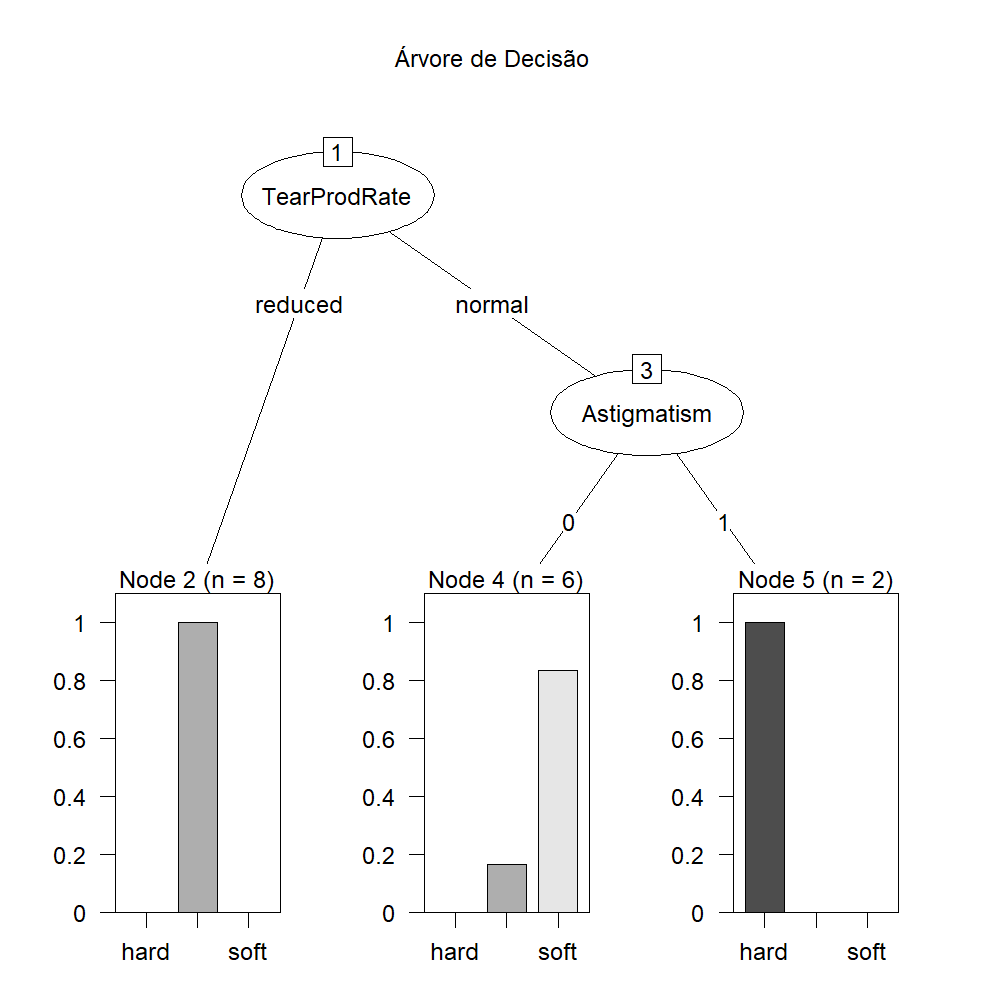 Árvore de Decisão
1
TearProdRate
reduced
normal
3
Astigmatism
0
1
Node 2 (n = 8)
1
0.8
0.6
0.4
0.2
0
hard
soft
Node 4 (n = 6)
1
0.8
0.6
0.4
0.2
0
hard
soft
Node 5 (n = 2)
1
0.8
0.6
0.4
0.2
0
hard
soft